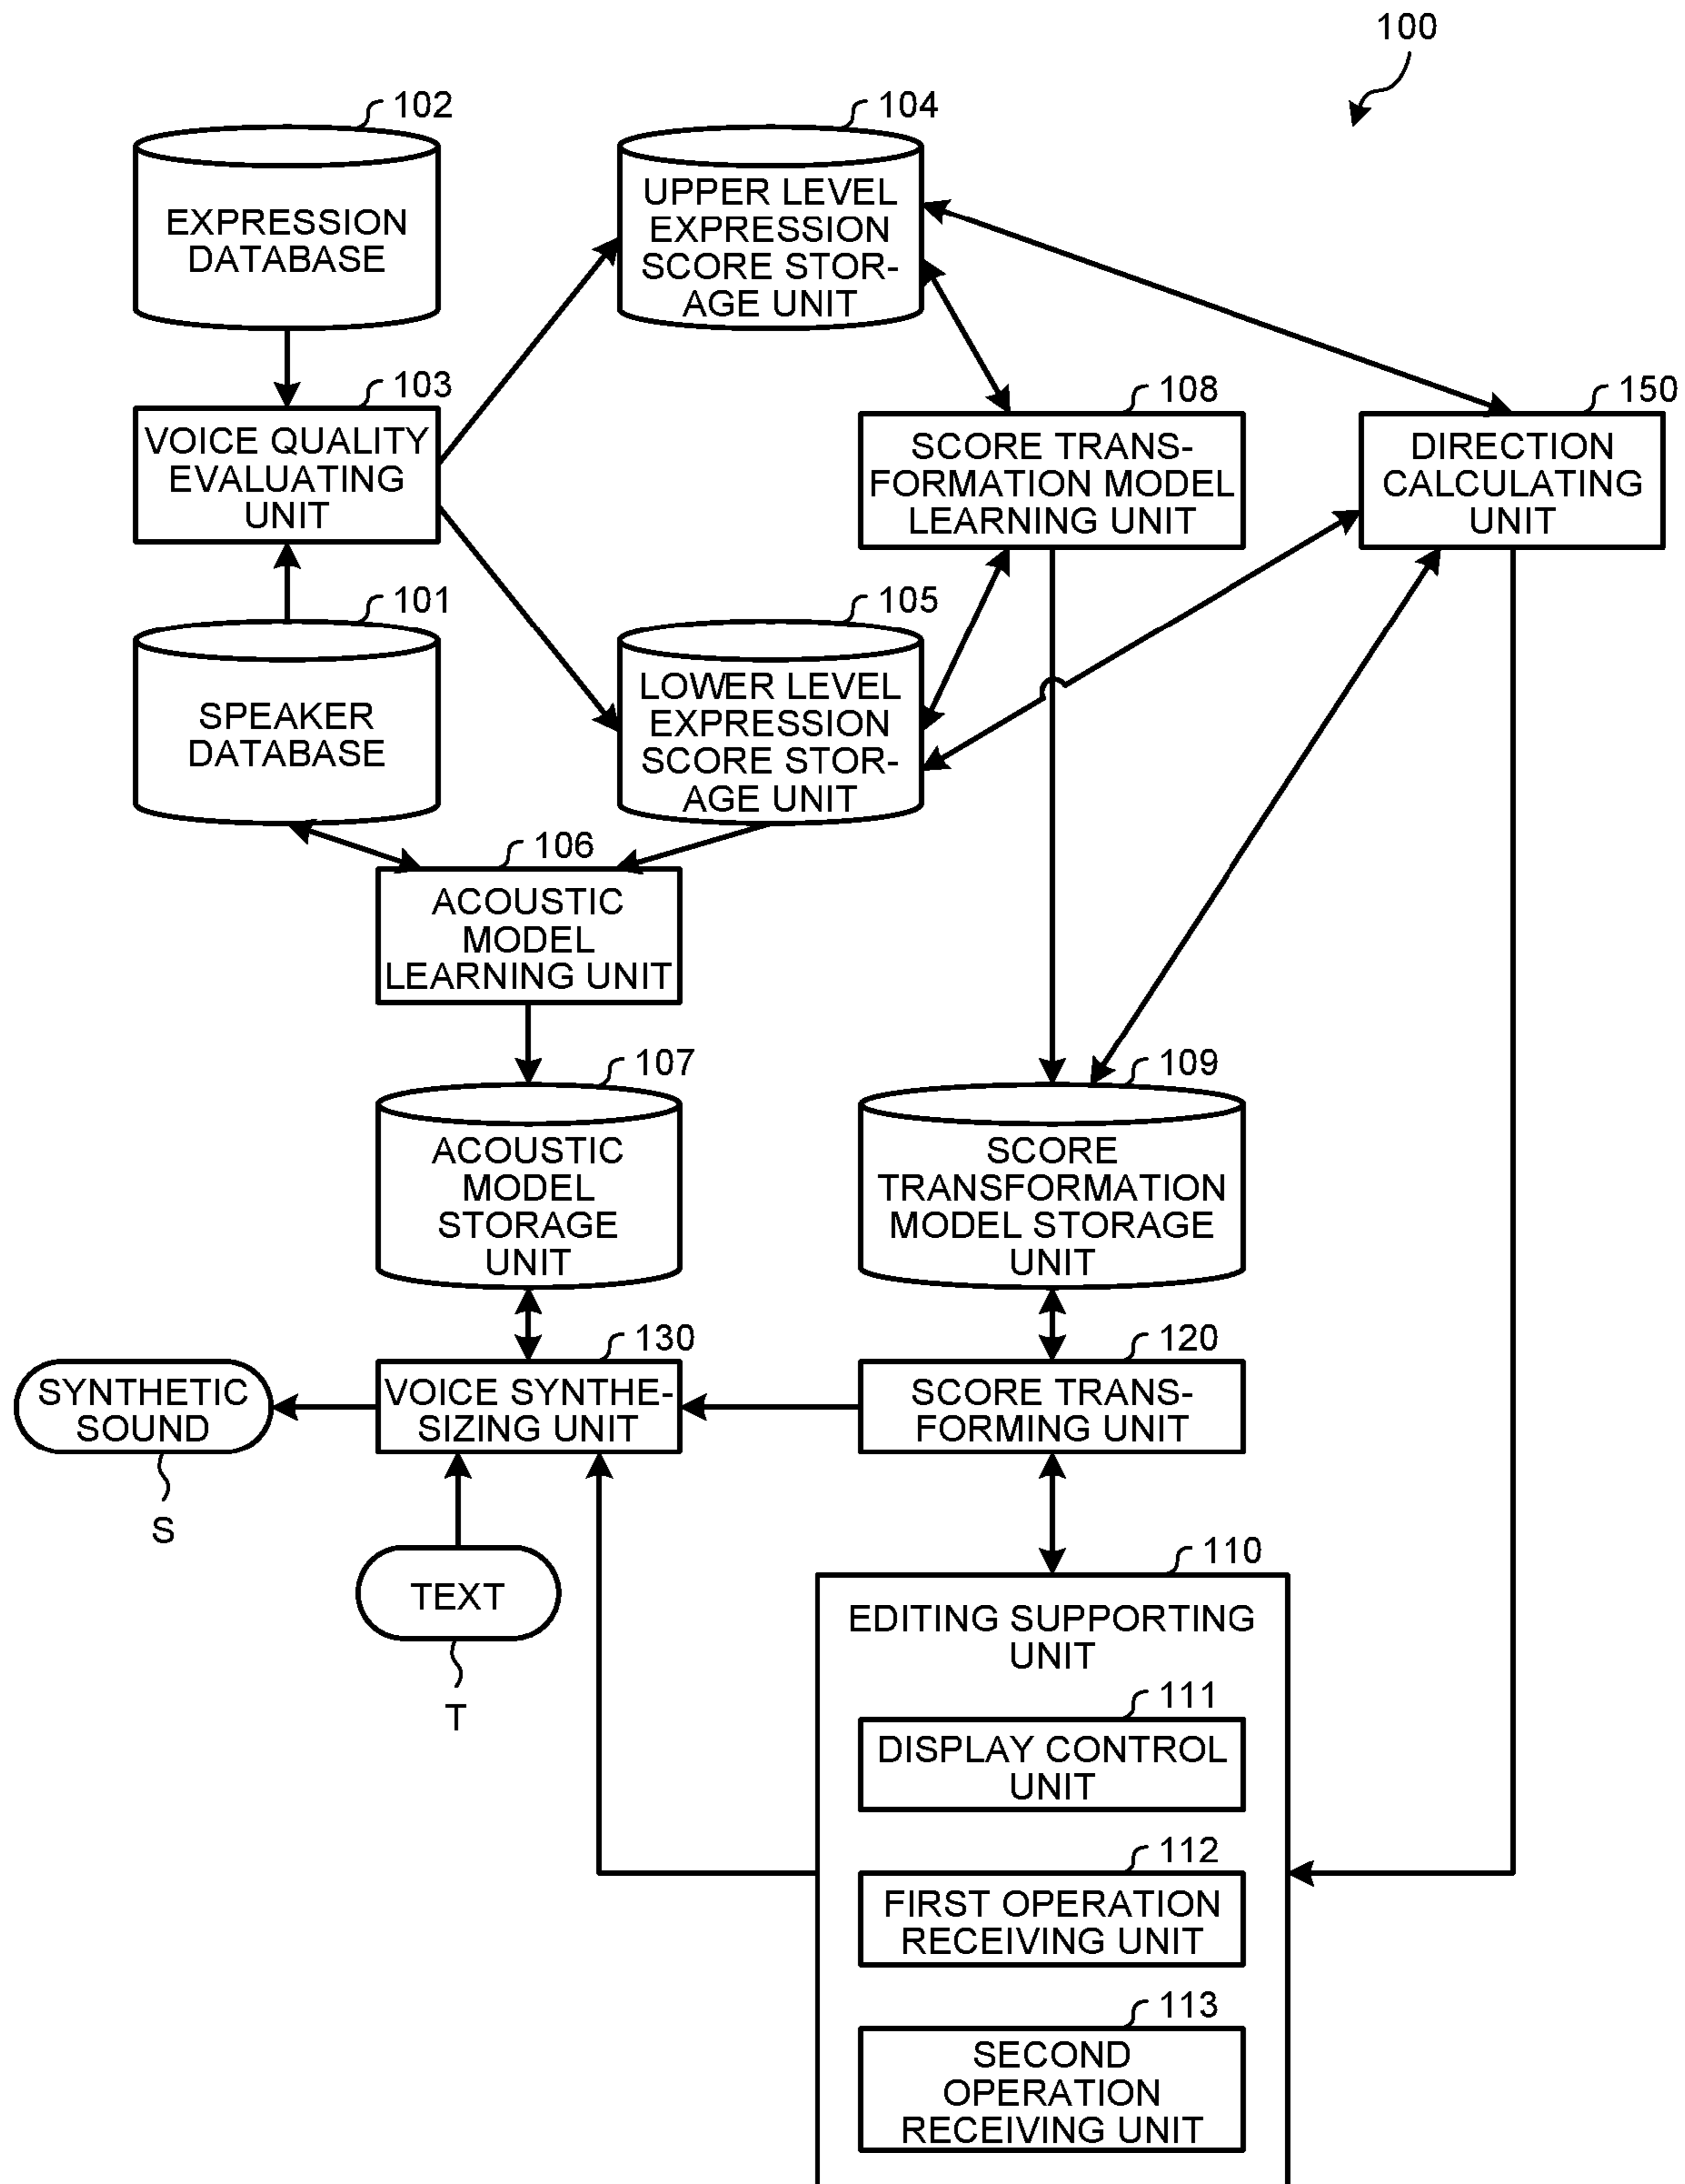 100
102
EXPRESSION
DATABASE
104
UPPER LEVEL
EXPRESSION
SCORE STOR-
AGE UNIT
103
VOICE QUALITY
EVALUATING
UNIT
108
SCORE TRANS-
FORMATION MODEL
LEARNING UNIT
150
DIRECTION
CALCULATING
UNIT
101
SPEAKER
DATABASE
105
LOWER LEVEL
EXPRESSION
SCORE STOR-
AGE UNIT
106
ACOUSTIC
MODEL
LEARNING UNIT
107
ACOUSTIC
MODEL
STORAGE
UNIT
109
SCORE
TRANSFORMATION
MODEL STORAGE
UNIT
SYNTHETIC
SOUND
S
130
VOICE SYNTHE-
SIZING UNIT
120
SCORE TRANS-
FORMING UNIT
TEXT
T
110
EDITING SUPPORTING
UNIT
111
DISPLAY CONTROL
UNIT
112
FIRST OPERATION
RECEIVING UNIT
113
SECOND
OPERATION
RECEIVING UNIT